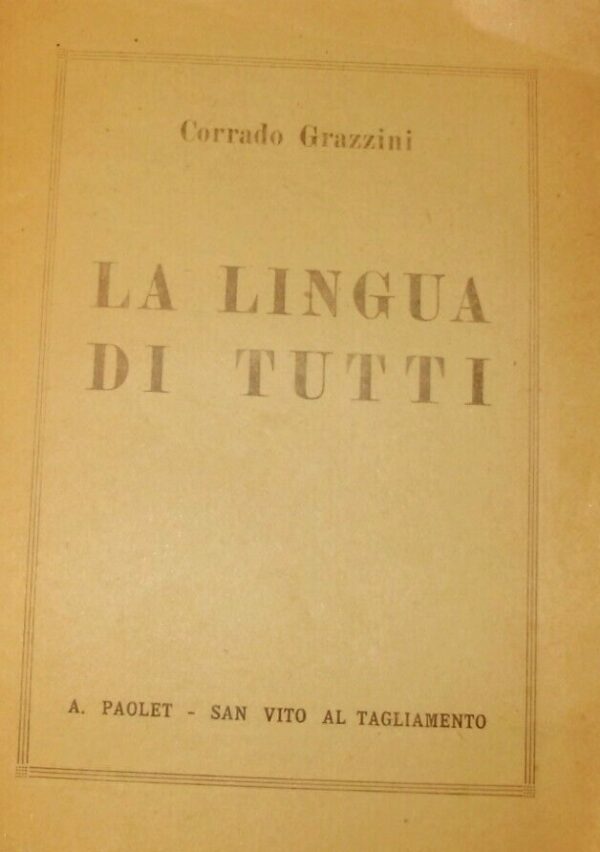 Corrado Grazzini
LA LINGUA
DI TUTTI
A. PAOLET - SAN VITO AL TAGLIAMENTO